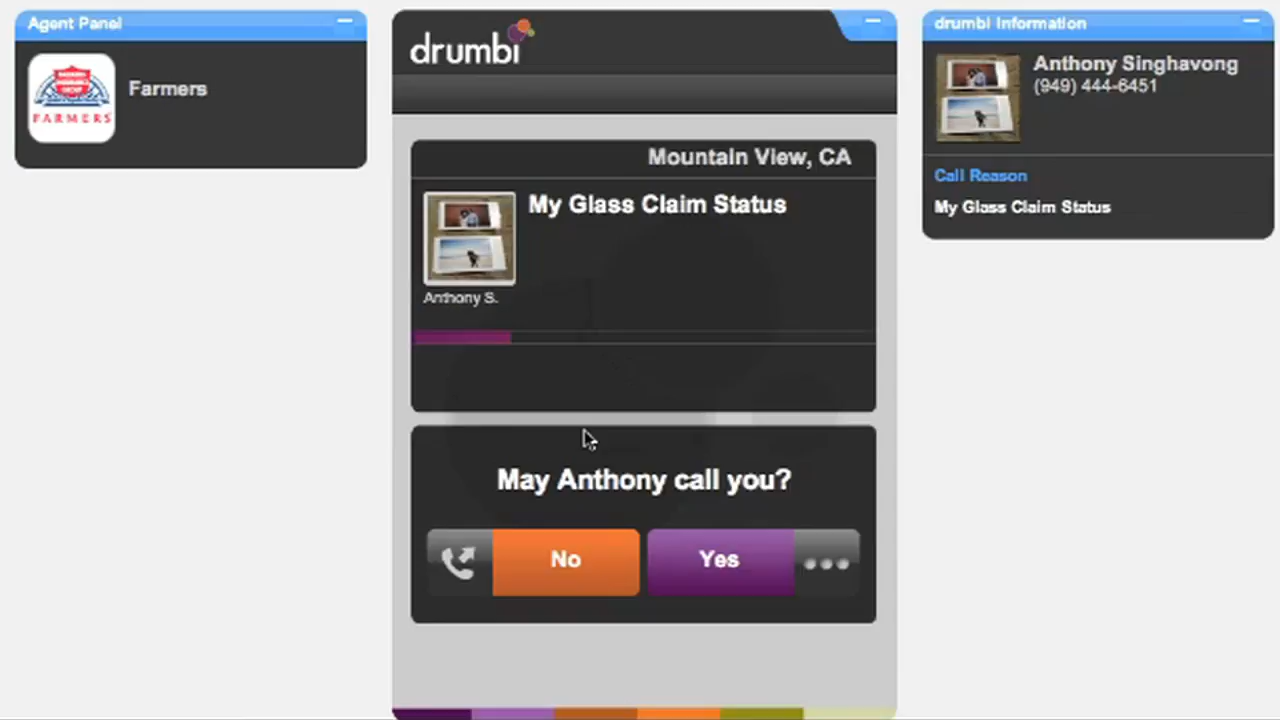 Agent Panel
FARMERS
Farmers
drumbi
Mountain View, CA
My Glass Claim Status
Anthony S.
May Anthony call you?
No
Yes
drumbi Information
Anthony Singhavong
(949) 444-6451
Call Reason
My Glass Claim Status